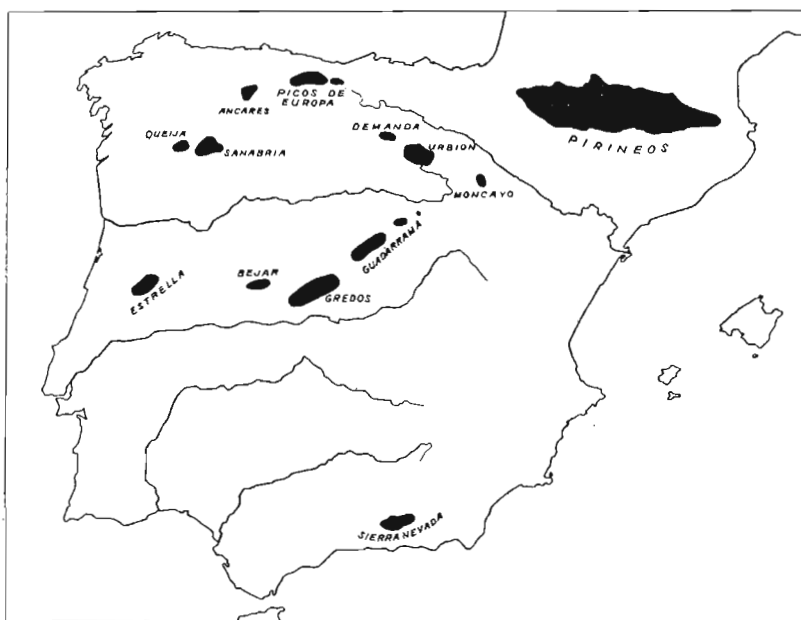 PICOS DE
EUROPA
ANCARES
PIRINEOS
DEMANDA
QUEIJA
URBION
SANABRIA
MONCAYO
GUADARRAMA
BEJAR
ESTRELLA
GREDOS
SIERRA NEVADA